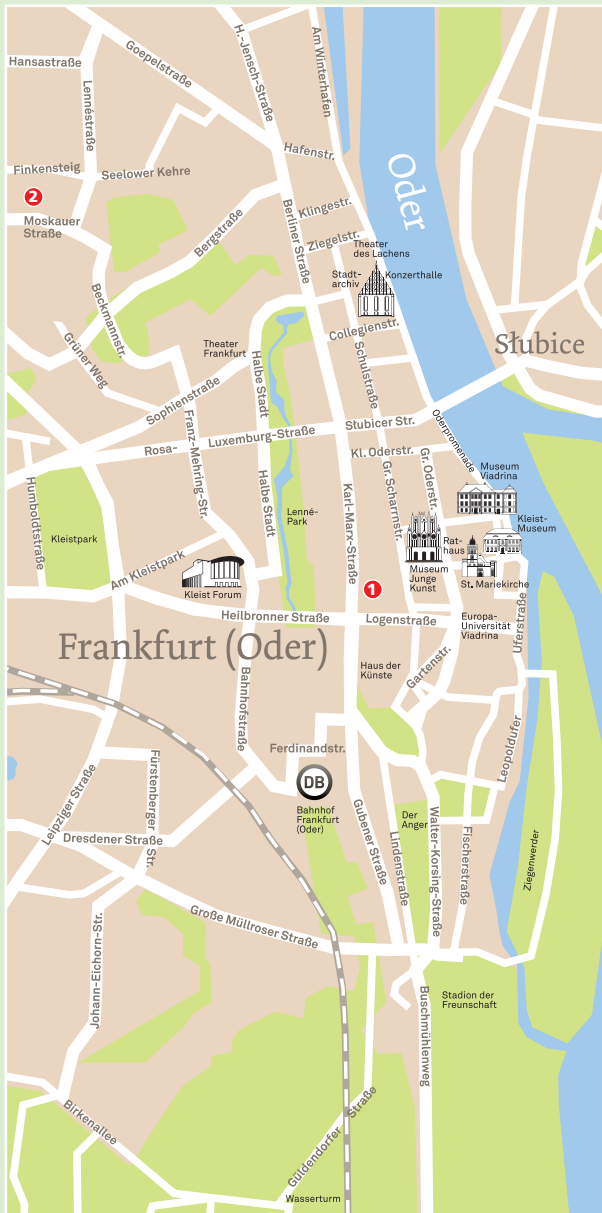 Hansastraße
Goepelstraße
H.-Jensch-Straße
Am Winterhafen
Lennéstraße
Hafenstr.
Oder
Finkensteig
Seelower Kehre
2
Moskauer
Straße
Bergstraße
Berliner Straße
Klingestr.
Ziegelstr.
Theater
des Lachens
Stadt-
archiv
Konzerthalle
Beckmannstr.
Grüner Weg
Theater
Frankfurt
Collegienstr.
Schulstraße
Słubice
Sophienstraße
Halbe Stadt
Franz-Mehring-Str.
Rosa-
Luxemburg-Straße
Stubicer Str.
Oderpromenade
Kl. Oderstr.
Gr. Oderstr.
Gr. Scharrnstr.
Museum
Viadrina
Humboldtstraße
Halbe Stadt
Lenné-
Park
Karl-Marx-Straße
Kleist-
Museum
Kleistpark
Am Kleistpark
Kleist Forum
Rat-
haus
Museum
Junge
Kunst
St. Mariekirche
1
Heilbronner Straße
Logenstraße
Europa-
Universität
Viadrina
Uferstraße
Frankfurt (Oder)
Haus der
Künste
Gartenstr.
Bahnhofstraße
Ferdinandstr.
Leopoldufer
DB
Bahnhof
Frankfurt
(Oder)
Leipziger Straße
Fürstenberger
Str.
Gubener Straße
Der
Anger
Lindenstraße
Walter-Korsing-Straße
Fischerstraße
Ziegenwerder
Dresdener Straße
Große Müllroser Straße
Johann-Eichorn-Str.
Buschmühlenweg
Stadion der
Freunschaft
Birkenallee
Güldendorfer
Straße
Wasserturm